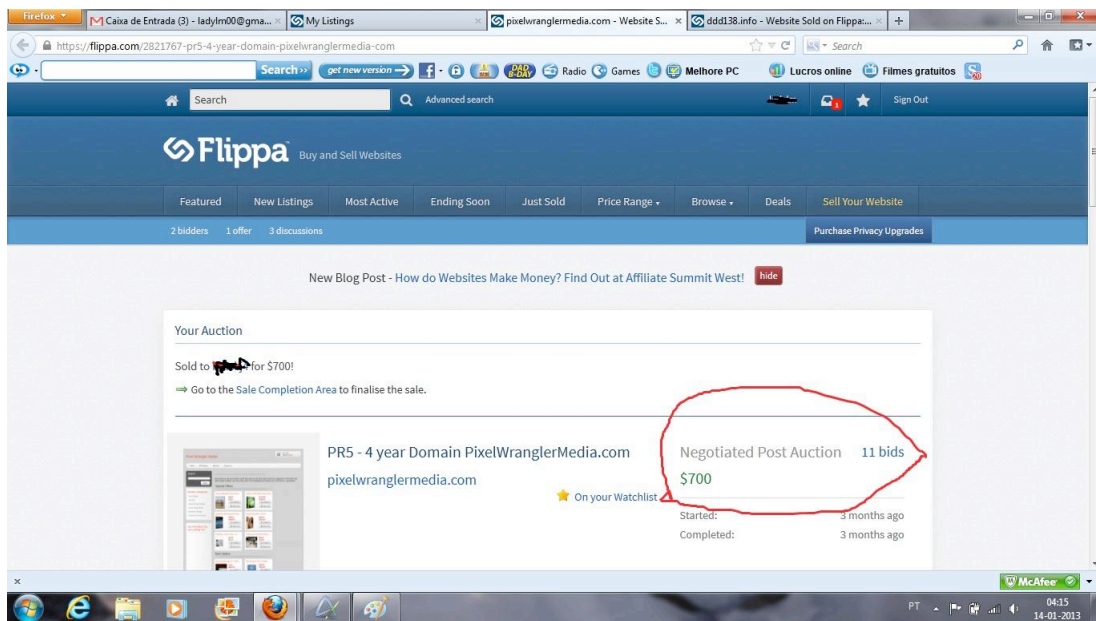 Firefox
Caixa de Entrada (3) - ladylm00@gma...
My Listings
pixelwranglermedia.com - Website S...
ddd138.info - Website Sold on Flippa:...
https://flippa.com/2821767-pr5-4-year-domain-pixelwranglermedia-com
Search
Search>>
get new version
Radio
Games
Melhore PC
Lucros online
Filmes gratuitos
Search
Advanced search
1
Sign Out
Flippa Buy and Sell Websites
Featured New Listings Most Active Ending Soon Just Sold Price Range Browse Deals Sell Your Website
2 bidders 1 offer 3 discussions Purchase Privacy Upgrades
New Blog Post - How do Websites Make Money? Find Out at Affiliate Summit West! hide
Your Auction
Sold to for $700!
Go to the Sale Completion Area to finalise the sale.
PR5 - 4 year Domain PixelWranglerMedia.com
Negotiated Post Auction 11 bids
pixelwranglermedia.com
$700
On your Watchlist
Started: 3 months ago
Completed: 3 months ago
McAfee
PT
04:15
14-01-2013